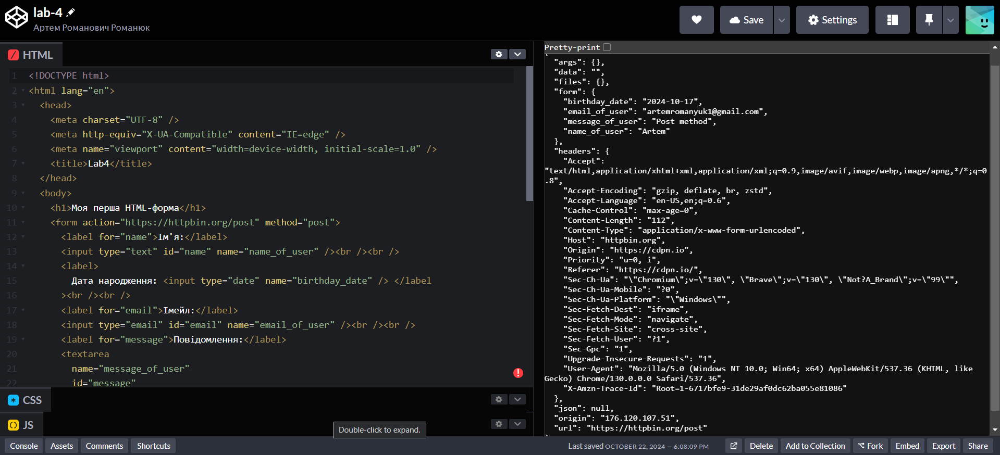 lab-4
Артем Романович Романюк
Save
Settings
HTML
1 <!DOCTYPE html>
2 <html lang="en">
3 <head>
4 <meta charset="UTF-8" />
5 <meta http-equiv="X-UA-Compatible" content="IE=edge" />
6 <meta name="viewport" content="width=device-width, initial-scale=1.0" />
7 <title>Lab4</title>
8 </head>
9 <body>
10 <h1>Моя перша HTML-форма</h1>
11 <form action="https://httpbin.org/post" method="post">
12 <label for="name">Ім'я:</label>
13 <input type="text" id="name" name="name_of_user" /><br /><br />
14 <label>
15 Дата народження: <input type="date" name="birthday_date" /> </label
16 ><br /><br />
17 <label for="email">Імейл:</label>
18 <input type="email" id="email" name="email_of_user" /><br /><br />
19 <label for="message">Повідомлення:</label>
20 <textarea
21 name="message_of_user"
22 id="message"
CSS
JS
Double-click to expand.
Pretty-print
{
"args": {},
"data": "",
"files": {},
"form": {
"birthday_date": "2024-10-17",
"email_of_user": "artemromanyuk1@gmail.com",
"message_of_user": "Post method",
"name_of_user": "Artem"
},
"headers": {
"Accept":
"text/html,application/xhtml+xml,application/xml;q=0.9,image/avif,image/webp,image/apng,*/*;q=0
.8",
"Accept-Encoding": "gzip, deflate, br, zstd",
"Accept-Language": "en-US,en;q=0.6",
"Cache-Control": "max-age=0",
"Content-Length": "112",
"Content-Type": "application/x-www-form-urlencoded",
"Host": "httpbin.org",
"Origin": "https://cdpn.io",
"Priority": "u=0, i",
"Referer": "https://cdpn.io/",
"Sec-Ch-Ua": "\"Chromium\";v=\"130\", \"Brave\";v=\"130\", \"Not?A_Brand\";v=\"99\"",
"Sec-Ch-Ua-Mobile": "?0",
"Sec-Ch-Ua-Platform": "\"Windows\"",
"Sec-Fetch-Dest": "iframe",
"Sec-Fetch-Mode": "navigate",
"Sec-Fetch-Site": "cross-site",
"Sec-Fetch-User": "?1",
"Sec-Gpc": "1",
"Upgrade-Insecure-Requests": "1",
"User-Agent": "Mozilla/5.0 (Windows NT 10.0; Win64; x64) AppleWebKit/537.36 (KHTML, like
Gecko) Chrome/130.0.0.0 Safari/537.36",
"X-Amzn-Trace-Id": "Root=1-6717bfe9-31de29af0dc62ba055e81086"
},
"json": null,
"origin": "176.120.107.51",
"url": "https://httpbin.org/post"
Console Assets Comments Shortcuts
Last saved OCTOBER 22, 2024 — 6:08:09 PM
Delete Add to Collection Fork Embed Export Share